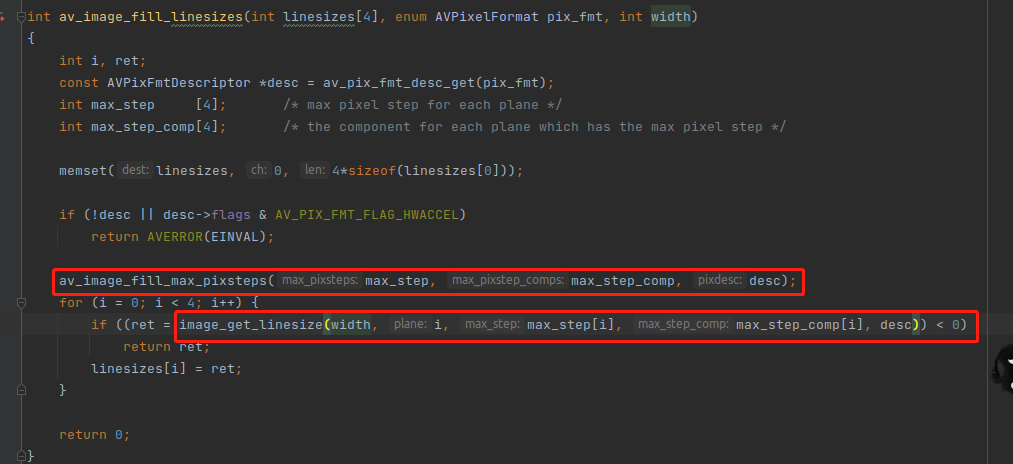 int av_image_fill_linesizes(int linesizes[4], enum AVPixelFormat pix_fmt, int width)
{
    int i, ret;
    const AVPixFmtDescriptor *desc = av_pix_fmt_desc_get(pix_fmt);
    int max_step     [4];       /* max pixel step for each plane */
    int max_step_comp[4];       /* the component for each plane which has the max pixel step */
    memset( dest: linesizes, ch: 0, len: 4*sizeof(linesizes[0]));
    if (!desc || desc->flags & AV_PIX_FMT_FLAG_HWACCEL)
        return AVERROR(EINVAL);
    av_image_fill_max_pixsteps( max_pixsteps: max_step, max_pixstep_comps: max_step_comp, pixdesc: desc);
    for (i = 0; i < 4; i++) {
        if ((ret = image_get_linesize(width, plane: i, max_step: max_step[i], max_step_comp: max_step_comp[i], desc)) < 0)
            return ret;
        linesizes[i] = ret;
    }
    return 0;
}